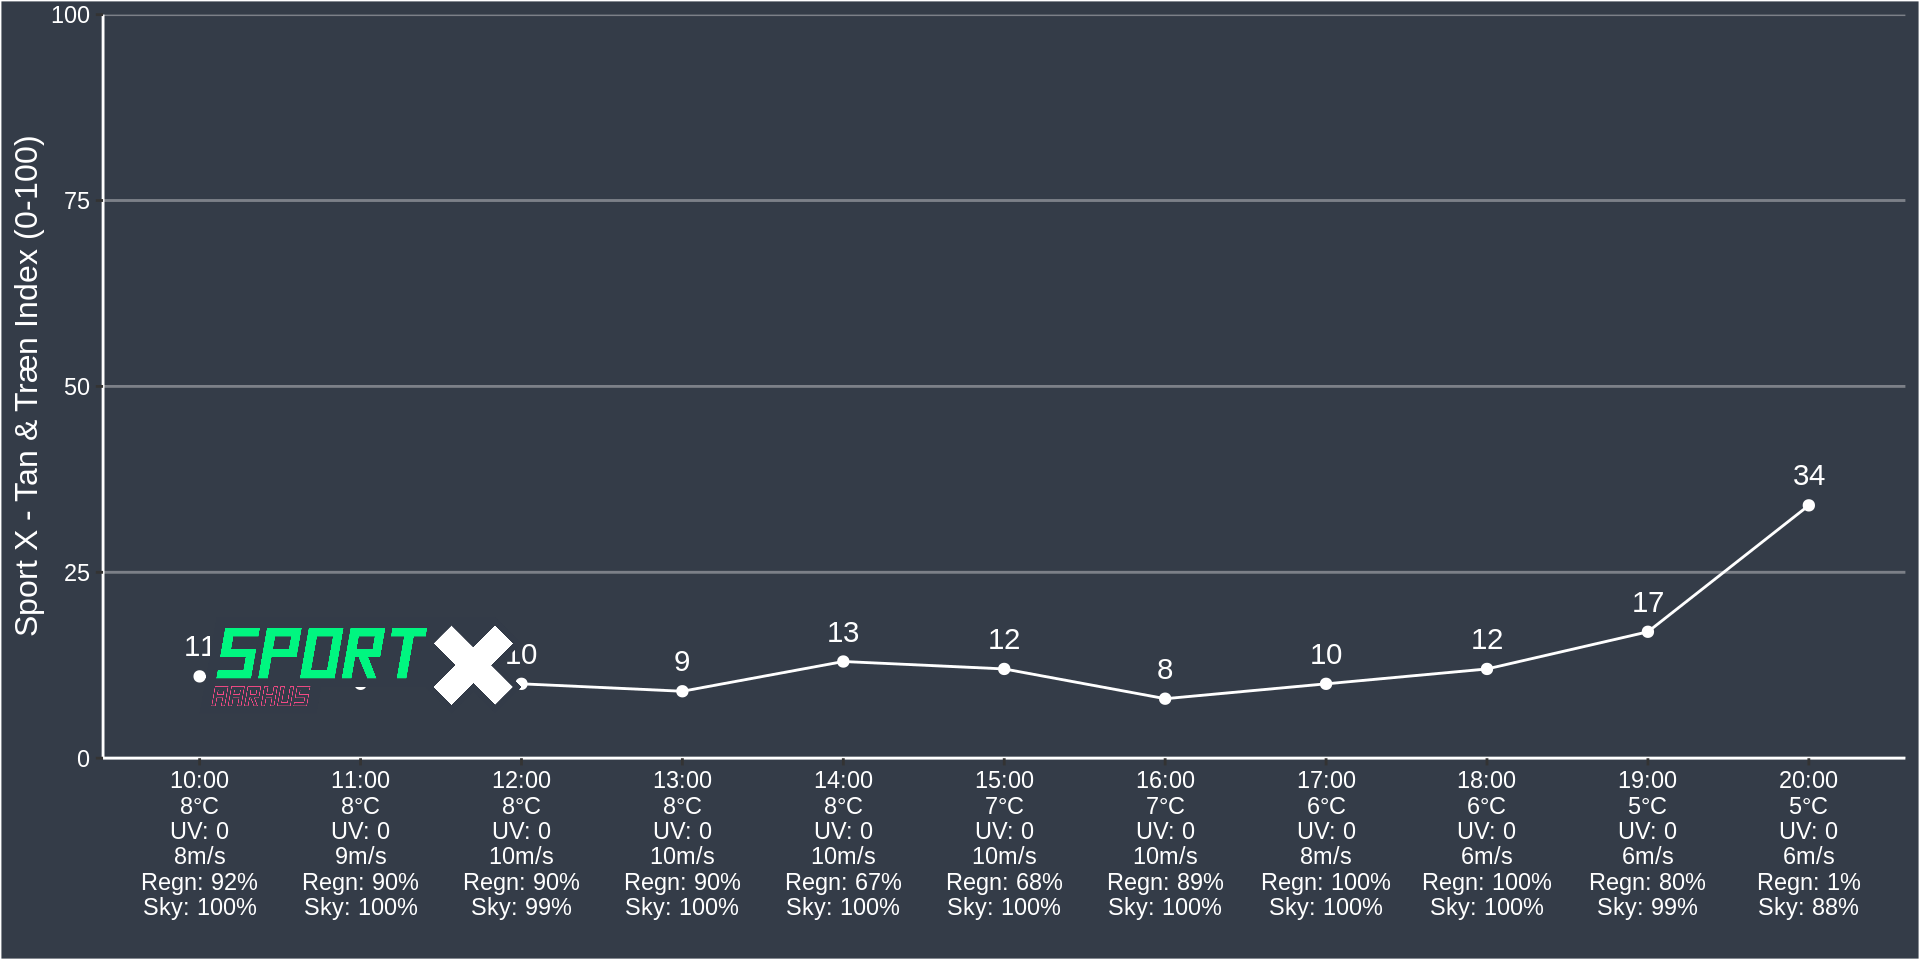 Sport X - Tan & Træn Index (0-100)
100
75
50
25
0
11
10
9
13
12
8
10
12
17
34
SPORT X
AARHUS
10:00 11:00 12:00 13:00 14:00 15:00 16:00 17:00 18:00 19:00 20:00
8°C 8°C 8°C 8°C 8°C 7°C 7°C 6°C 6°C 5°C 5°C
UV: 0 UV: 0 UV: 0 UV: 0 UV: 0 UV: 0 UV: 0 UV: 0 UV: 0 UV: 0 UV: 0
8m/s 9m/s 10m/s 10m/s 10m/s 10m/s 10m/s 8m/s 6m/s 6m/s 6m/s
Regn: 92% Regn: 90% Regn: 90% Regn: 90% Regn: 67% Regn: 68% Regn: 89% Regn: 100% Regn: 100% Regn: 80% Regn: 1%
Sky: 100% Sky: 100% Sky: 99% Sky: 100% Sky: 100% Sky: 100% Sky: 100% Sky: 100% Sky: 100% Sky: 99% Sky: 88%